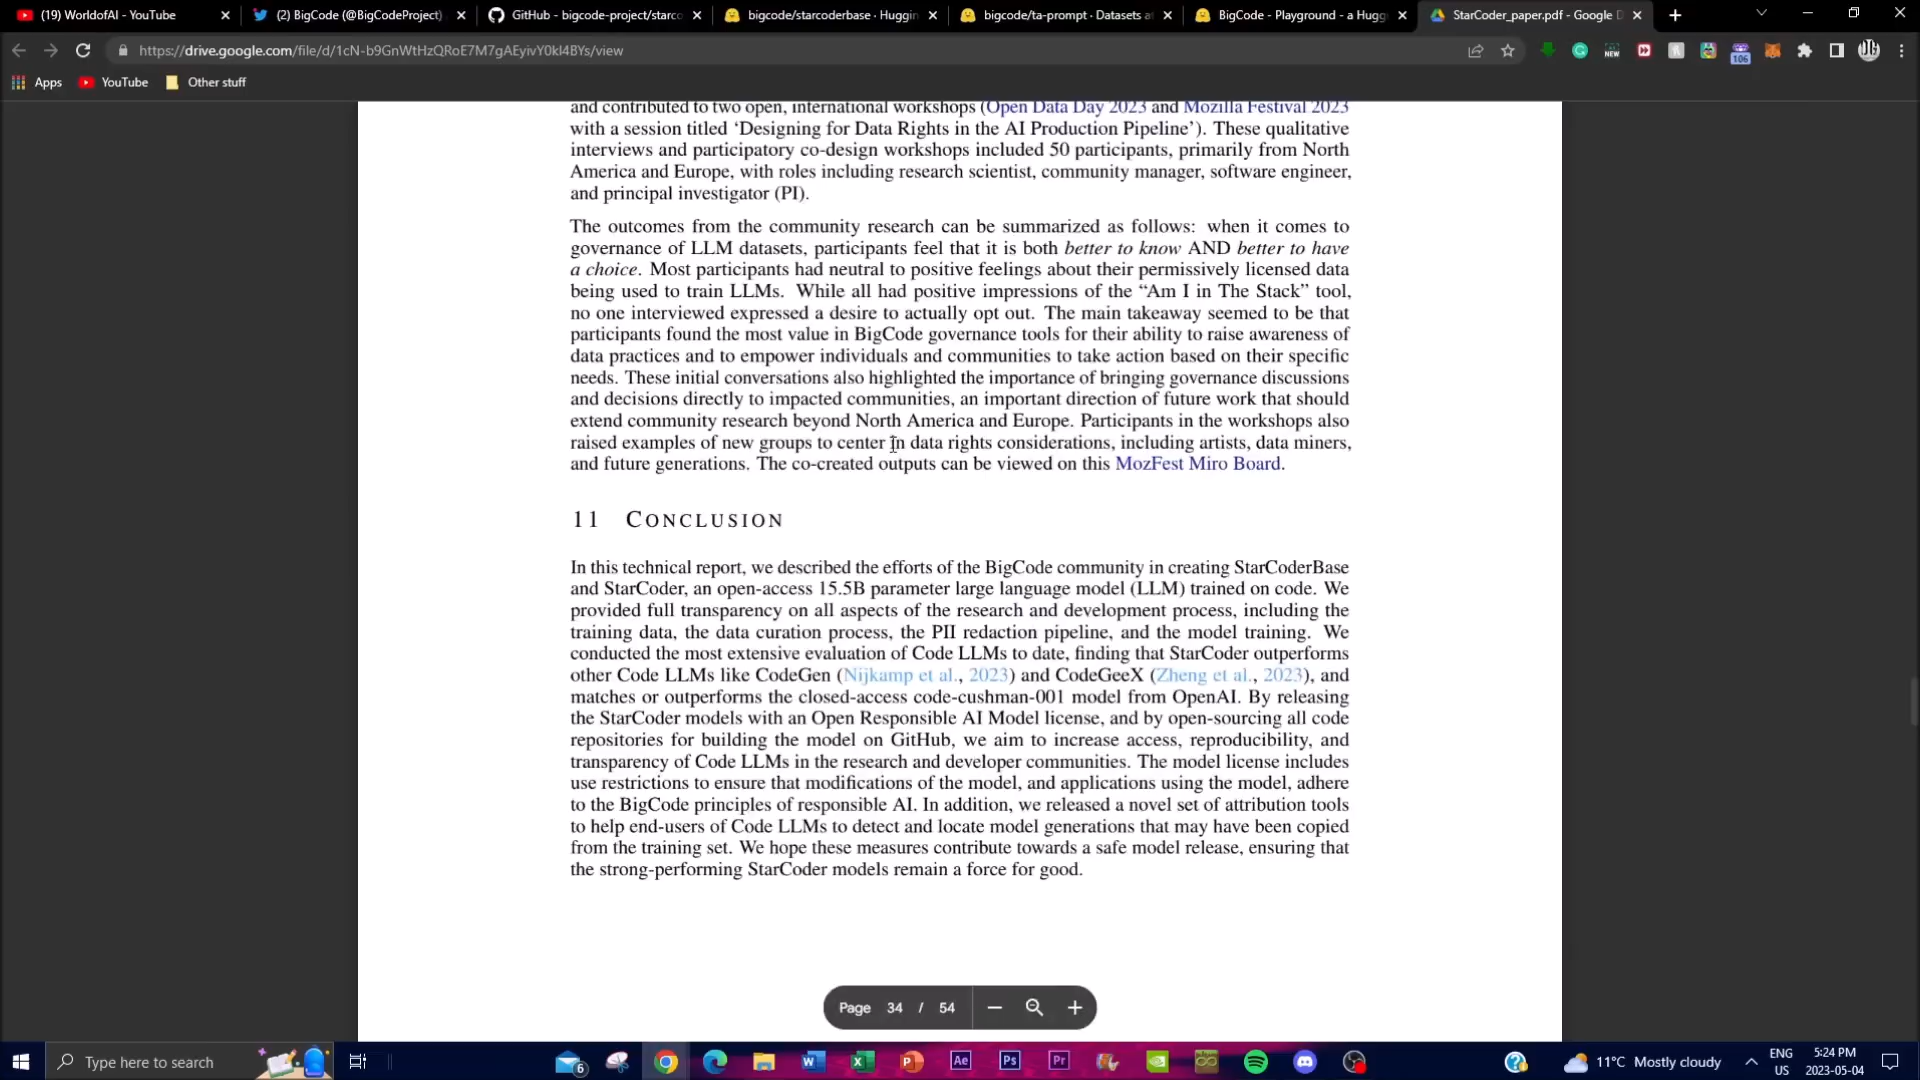 (19) WorldofAI - YouTube
(2) BigCode (@BigCodeProject)
GitHub - bigcode-project/starco
bigcode/starcoderbase · Huggin
bigcode/ta-prompt · Datasets a
BigCode - Playground - a Hugg
StarCoder_paper.pdf - Google D
https://drive.google.com/file/d/1cN-b9GnWtHzQRoE7M7gAEyivY0kl4BYs/view
NEW
106
Apps
YouTube
Other stuff
and contributed to two open, international workshops (Open Data Day 2023 and Mozilla Festival 2023
with a session titled ‘Designing for Data Rights in the AI Production Pipeline’). These qualitative
interviews and participatory co-design workshops included 50 participants, primarily from North
America and Europe, with roles including research scientist, community manager, software engineer,
and principal investigator (PI).
The outcomes from the community research can be summarized as follows: when it comes to
governance of LLM datasets, participants feel that it is both better to know AND better to have
a choice. Most participants had neutral to positive feelings about their permissively licensed data
being used to train LLMs. While all had positive impressions of the “Am I in The Stack” tool,
no one interviewed expressed a desire to actually opt out. The main takeaway seemed to be that
participants found the most value in BigCode governance tools for their ability to raise awareness of
data practices and to empower individuals and communities to take action based on their specific
needs. These initial conversations also highlighted the importance of bringing governance discussions
and decisions directly to impacted communities, an important direction of future work that should
extend community research beyond North America and Europe. Participants in the workshops also
raised examples of new groups to center in data rights considerations, including artists, data miners,
and future generations. The co-created outputs can be viewed on this MozFest Miro Board.
11 CONCLUSION
In this technical report, we described the efforts of the BigCode community in creating StarCoderBase
and StarCoder, an open-access 15.5B parameter large language model (LLM) trained on code. We
provided full transparency on all aspects of the research and development process, including the
training data, the data curation process, the PII redaction pipeline, and the model training. We
conducted the most extensive evaluation of Code LLMs to date, finding that StarCoder outperforms
other Code LLMs like CodeGen (Nijkamp et al., 2023) and CodeGeeX (Zheng et al., 2023), and
matches or outperforms the closed-access code-cushman-001 model from OpenAI. By releasing
the StarCoder models with an Open Responsible AI Model license, and by open-sourcing all code
repositories for building the model on GitHub, we aim to increase access, reproducibility, and
transparency of Code LLMs in the research and developer communities. The model license includes
use restrictions to ensure that modifications of the model, and applications using the model, adhere
to the BigCode principles of responsible AI. In addition, we released a novel set of attribution tools
to help end-users of Code LLMs to detect and locate model generations that may have been copied
from the training set. We hope these measures contribute towards a safe model release, ensuring that
the strong-performing StarCoder models remain a force for good.
Page 34 / 54
Type here to search
6
Ae
Ps
Pr
11°C Mostly cloudy
ENG
US
5:24 PM
2023-05-04